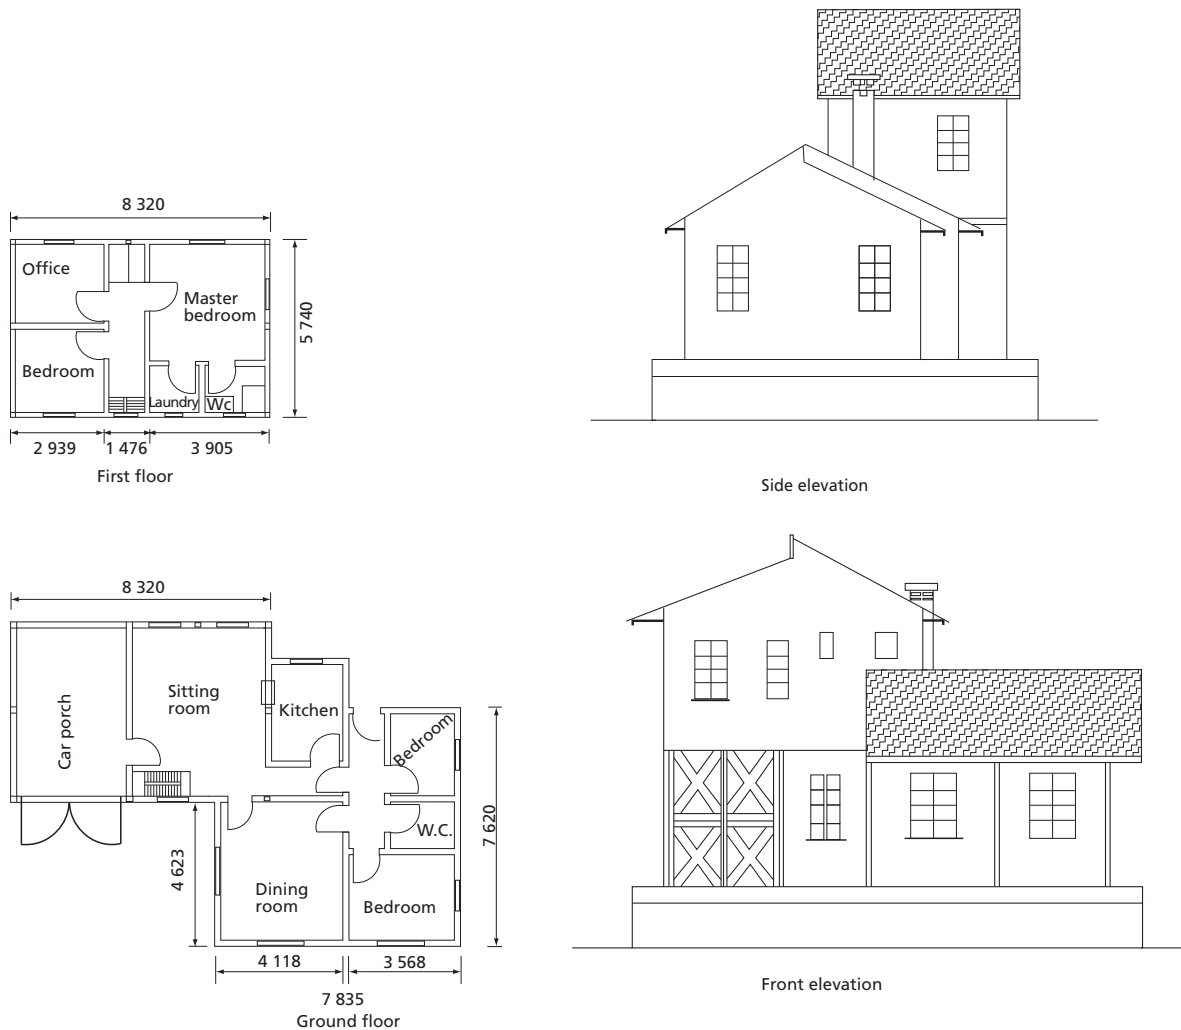 8 320
Office
Master
bedroom
5 740
Bedroom
Laundry
Wc
2 939
1 476
3 905
First floor
Side elevation
8 320
Car porch
Sitting
room
Kitchen
Bedroom
W.C.
7 620
4 623
Dining
room
Bedroom
4 118
3 568
7 835
Ground floor
Front elevation